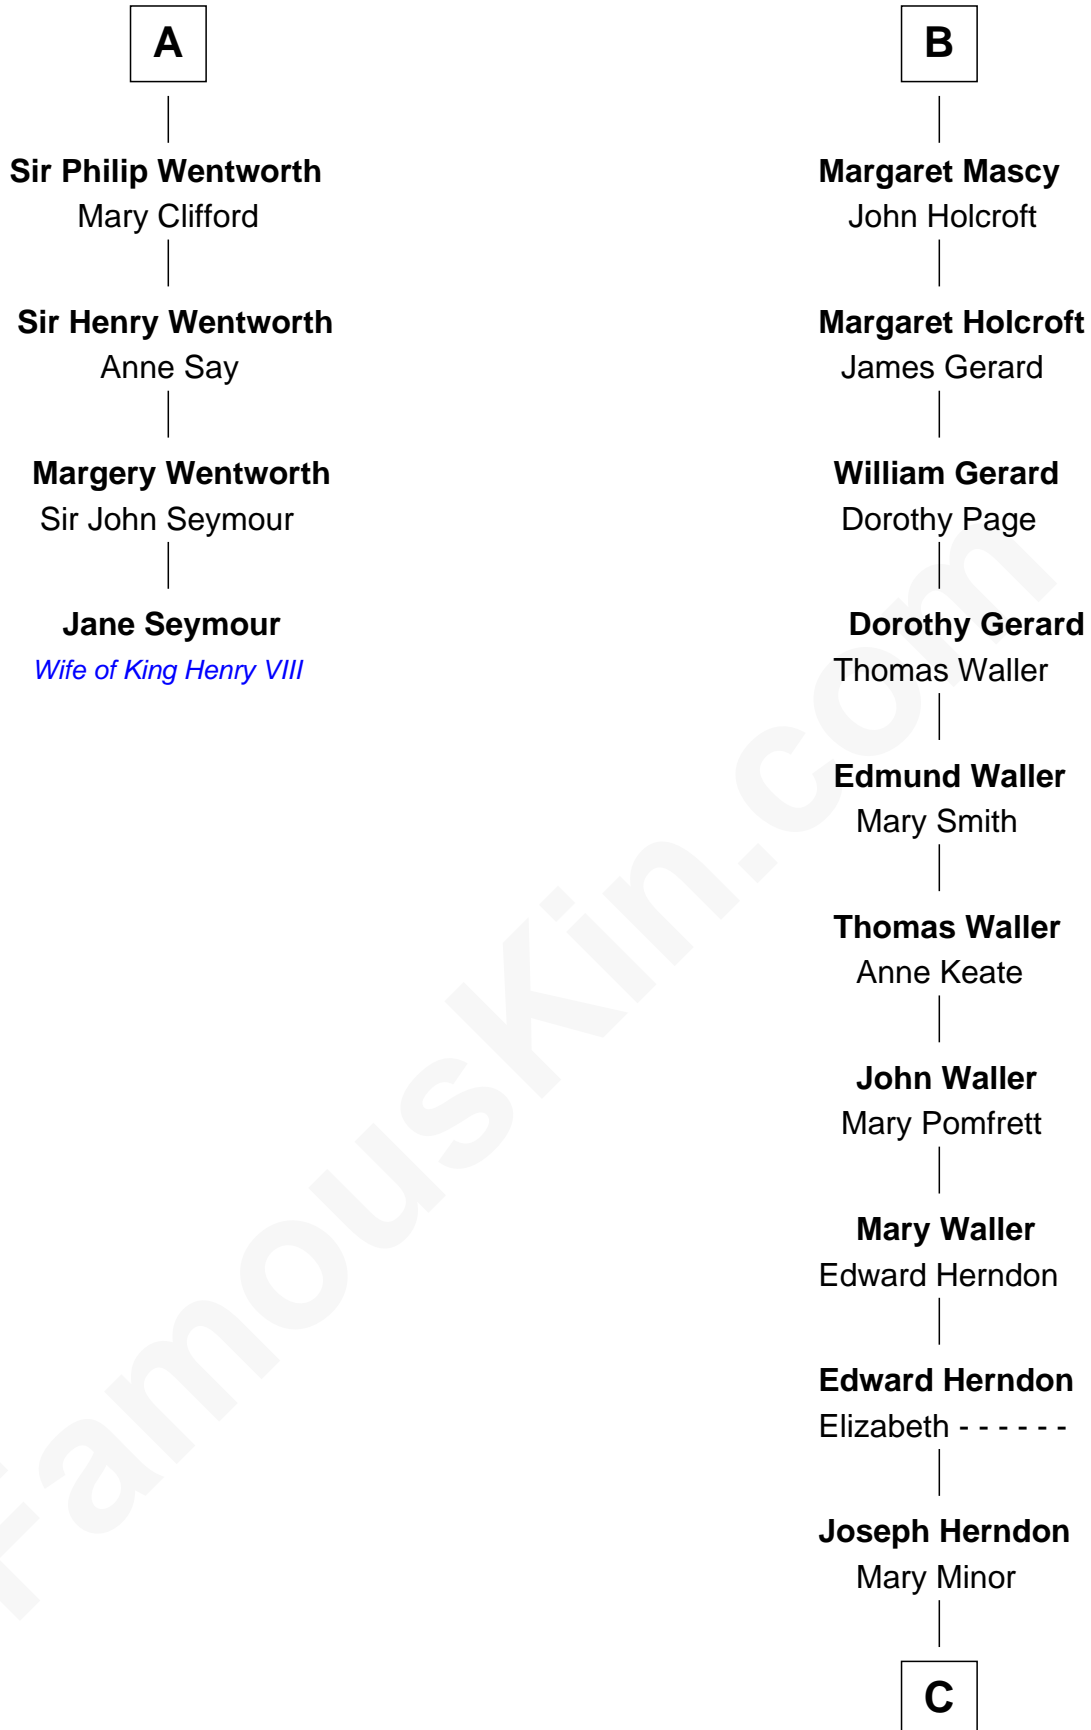 A
Sir Philip Wentworth
Mary Clifford
Sir Henry Wentworth
Anne Say
Margery Wentworth
Sir John Seymour
Jane Seymour
Wife of King Henry VIII
B
Margaret Mascy
John Holcroft
Margaret Holcroft
James Gerard
William Gerard
Dorothy Page
Dorothy Gerard
Thomas Waller
Edmund Waller
Mary Smith
Thomas Waller
Anne Keate
John Waller
Mary Pomfrett
Mary Waller
Edward Herndon
Edward Herndon
Elizabeth - - - - - -
Joseph Herndon
Mary Minor
C
FamousKin.com